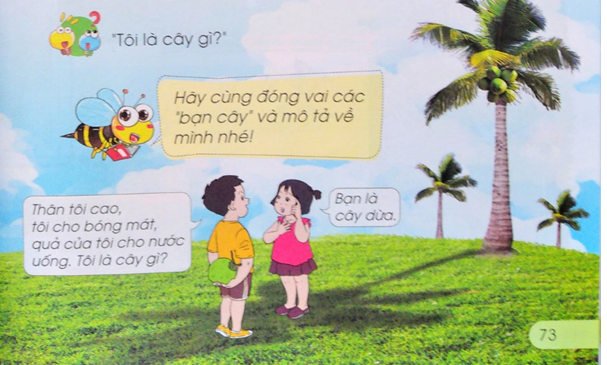 "Tôi là cây gì?"
Hãy cùng đóng vai các
"bạn cây" và mô tả về
mình nhé!
Thân tôi cao,
tôi cho bóng mát,
quả của tôi cho nước
uống. Tôi là cây gì?
Bạn là
cây dừa.
73